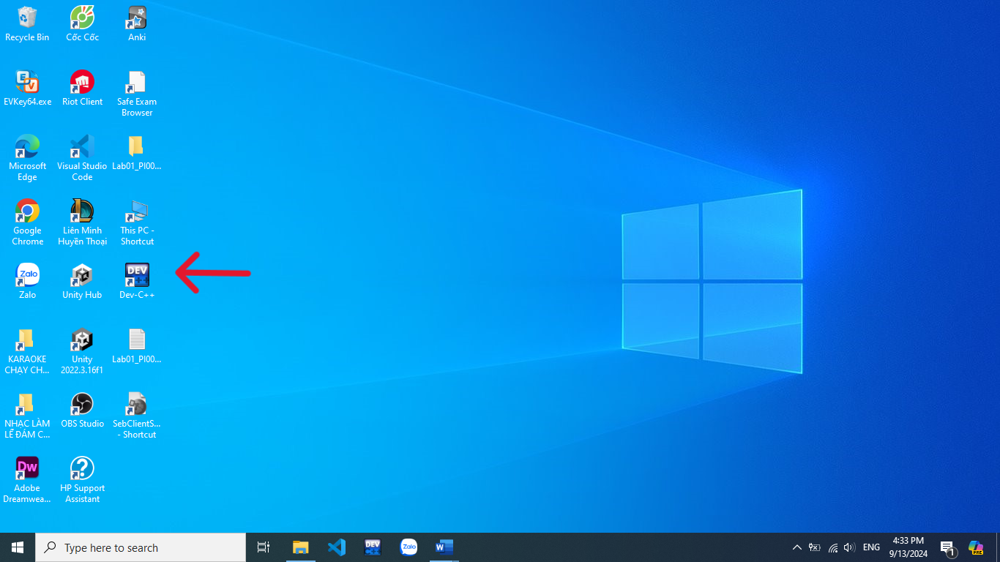 Recycle Bin
Cốc Cốc
Anki
EVKey64.exe
Riot Client
Safe Exam
Browser
Microsoft
Edge
Visual Studio
Code
Lab01_PI00...
Google
Chrome
Liên Minh
Huyền Thoại
This PC -
Shortcut
Zalo
Zalo
Unity Hub
DEV
++
Dev-C++
KARAOKE
CHẠY CH...
Unity
2022.3.16f1
Lab01_PI00...
NHẠC LÀM
LỄ ĐÁM C...
OBS Studio
SebClientS...
- Shortcut
Dw
Adobe
Dreamwea...
HP Support
Assistant
Type here to search
DEV
Zalo
W
ENG
4:33 PM
9/13/2024
1
PRE